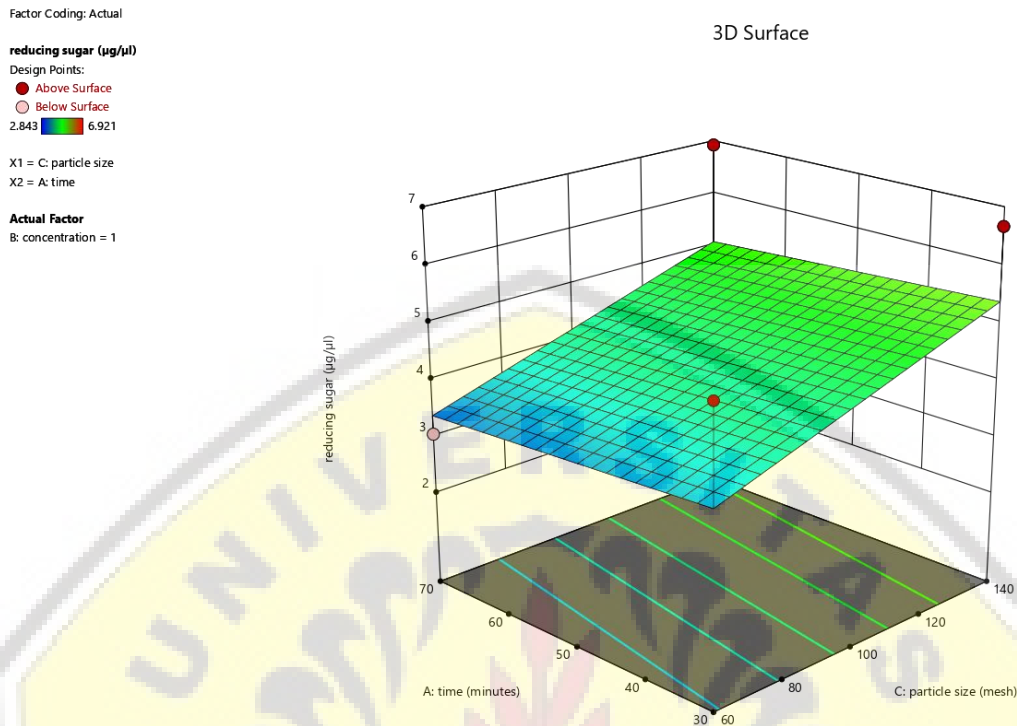 Factor Coding: Actual
3D Surface
reducing sugar (µg/µl)
Design Points:
Above Surface
Below Surface
2.843 6.921
X1 = C: particle size
X2 = A: time
Actual Factor
B: concentration = 1
7
6
5
4
3
2
reducing sugar (µg/µl)
70
60
50
40
30
A: time (minutes)
60
80
100
120
140
C: particle size (mesh)
UNIVERSITAS